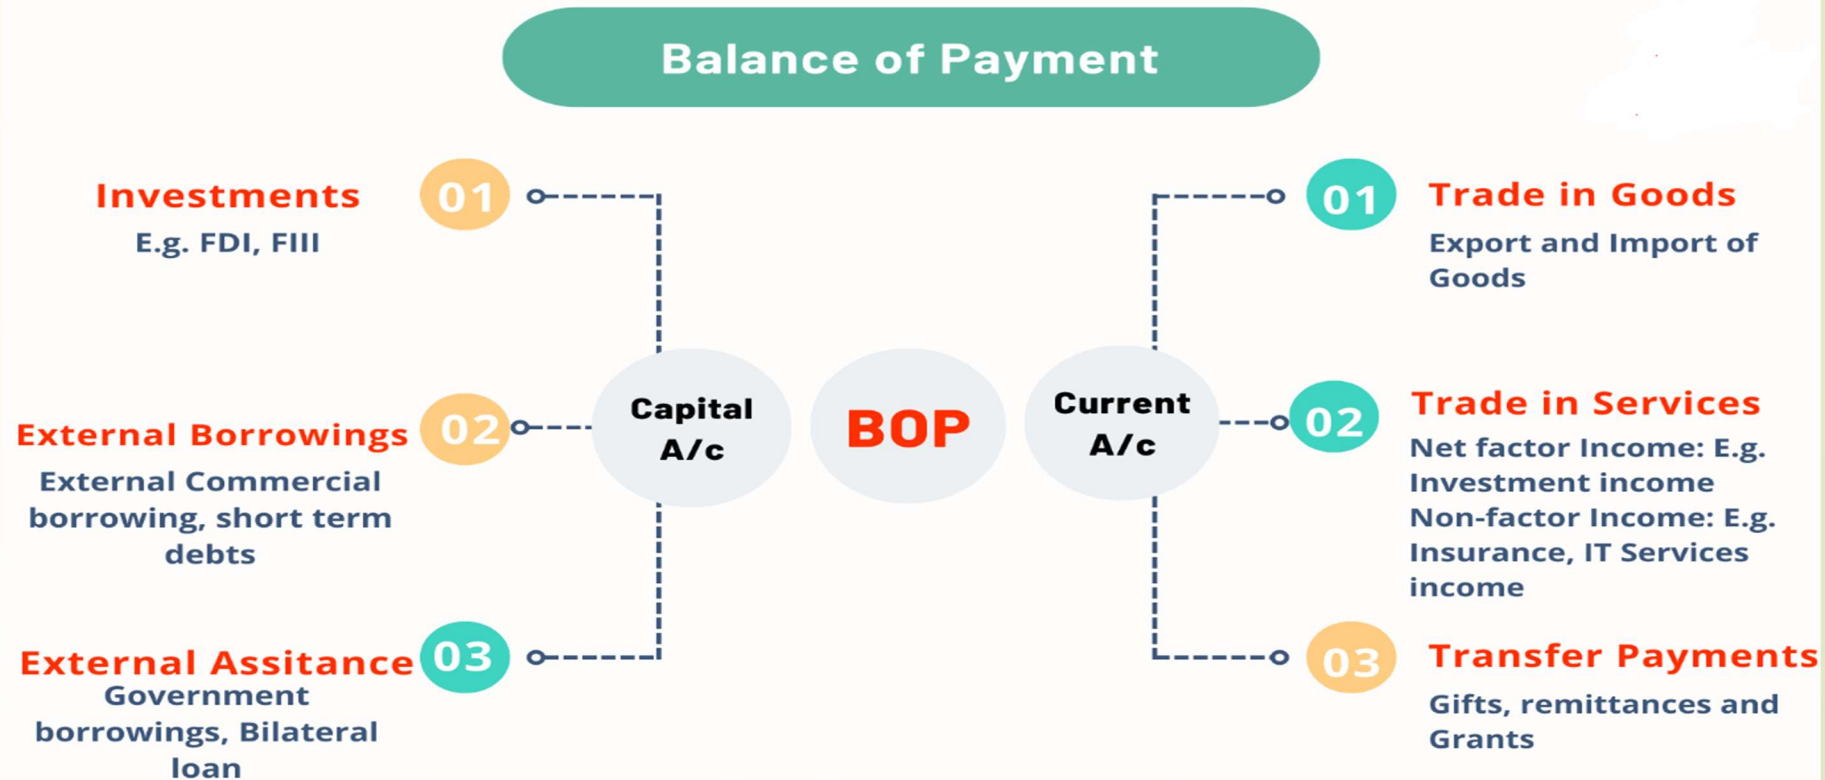 Balance of Payment
Investments
01
E.g. FDI, FIII
External Borrowings
02
External Commercial
borrowing, short term
debts
External Assitance
03
Government
borrowings, Bilateral
loan
Capital
A/c
BOP
Current
A/c
01
Trade in Goods
Export and Import of
Goods
02
Trade in Services
Net factor Income: E.g.
Investment income
Non-factor Income: E.g.
Insurance, IT Services
income
03
Transfer Payments
Gifts, remittances and
Grants